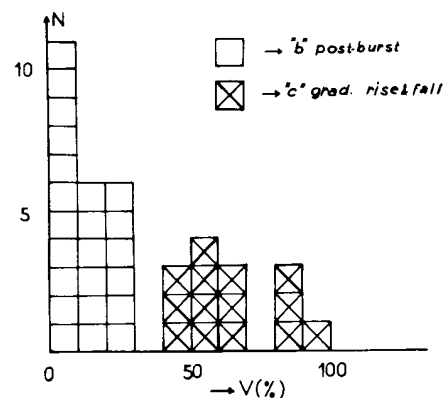 N
→ "b" post-burst
10
→ "c" grad. rise & fall
5
0 50 100
→ V(%)